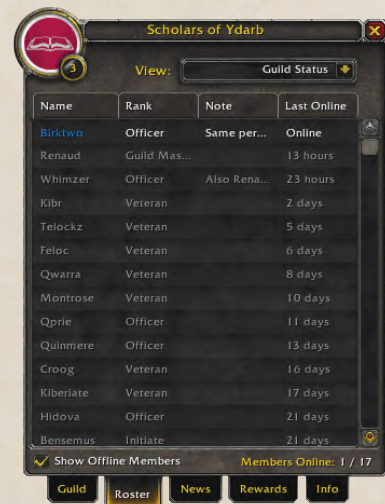 Scholars of Ydarb
3
View: Guild Status
Name Rank Note Last Online
Birktwo Officer Same per... Online
Renaud Guild Mas... 13 hours
Whimzer Officer Also Rena... 23 hours
Kibr Veteran 2 days
Telockz Veteran 5 days
Feloc Veteran 6 days
Qwarra Veteran 8 days
Montrose Veteran 10 days
Qprie Officer 11 days
Quinmere Officer 13 days
Croog Veteran 16 days
Kiberlate Veteran 17 days
Hidova Officer 21 days
Bensemus Initiate 21 days
Show Offline Members Members Online: 1 / 17
Guild Roster News Rewards Info